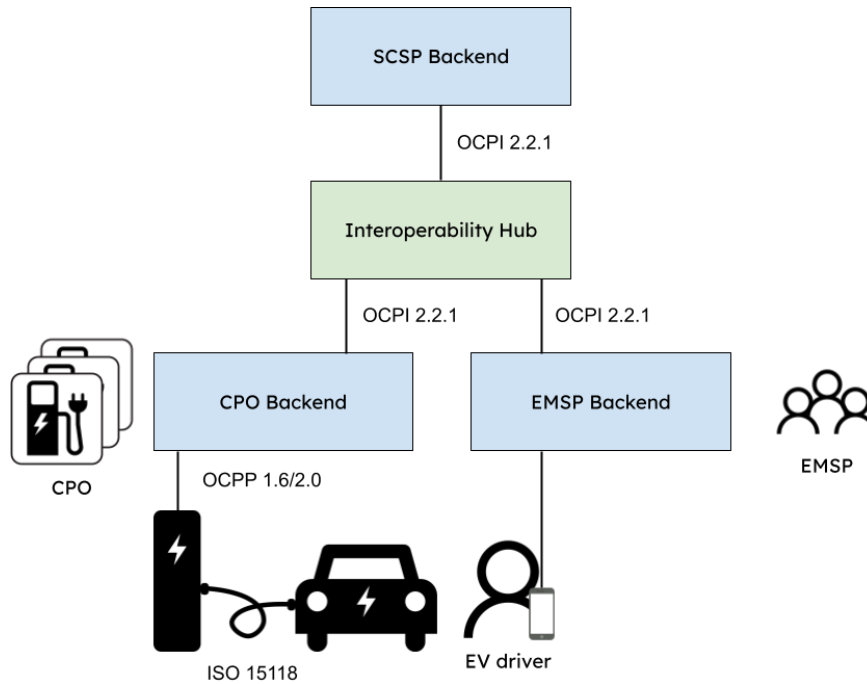 SCSP Backend
OCPI 2.2.1
Interoperability Hub
OCPI 2.2.1
OCPI 2.2.1
CPO Backend
EMSP Backend
CPO
EMSP
OCPP 1.6/2.0
ISO 15118
EV driver